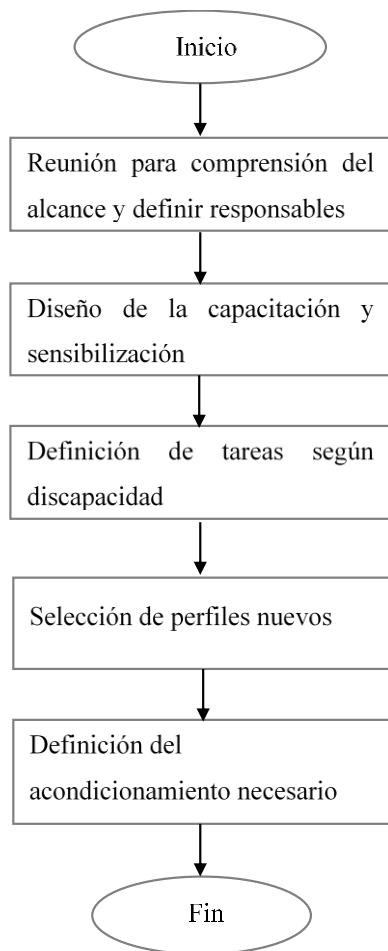 Inicio
Reunión para comprensión del
alcance y definir responsables
Diseño de la capacitación y
sensibilización
Definición de tareas según
discapacidad
Selección de perfiles nuevos
Definición del
acondicionamiento necesario
Fin